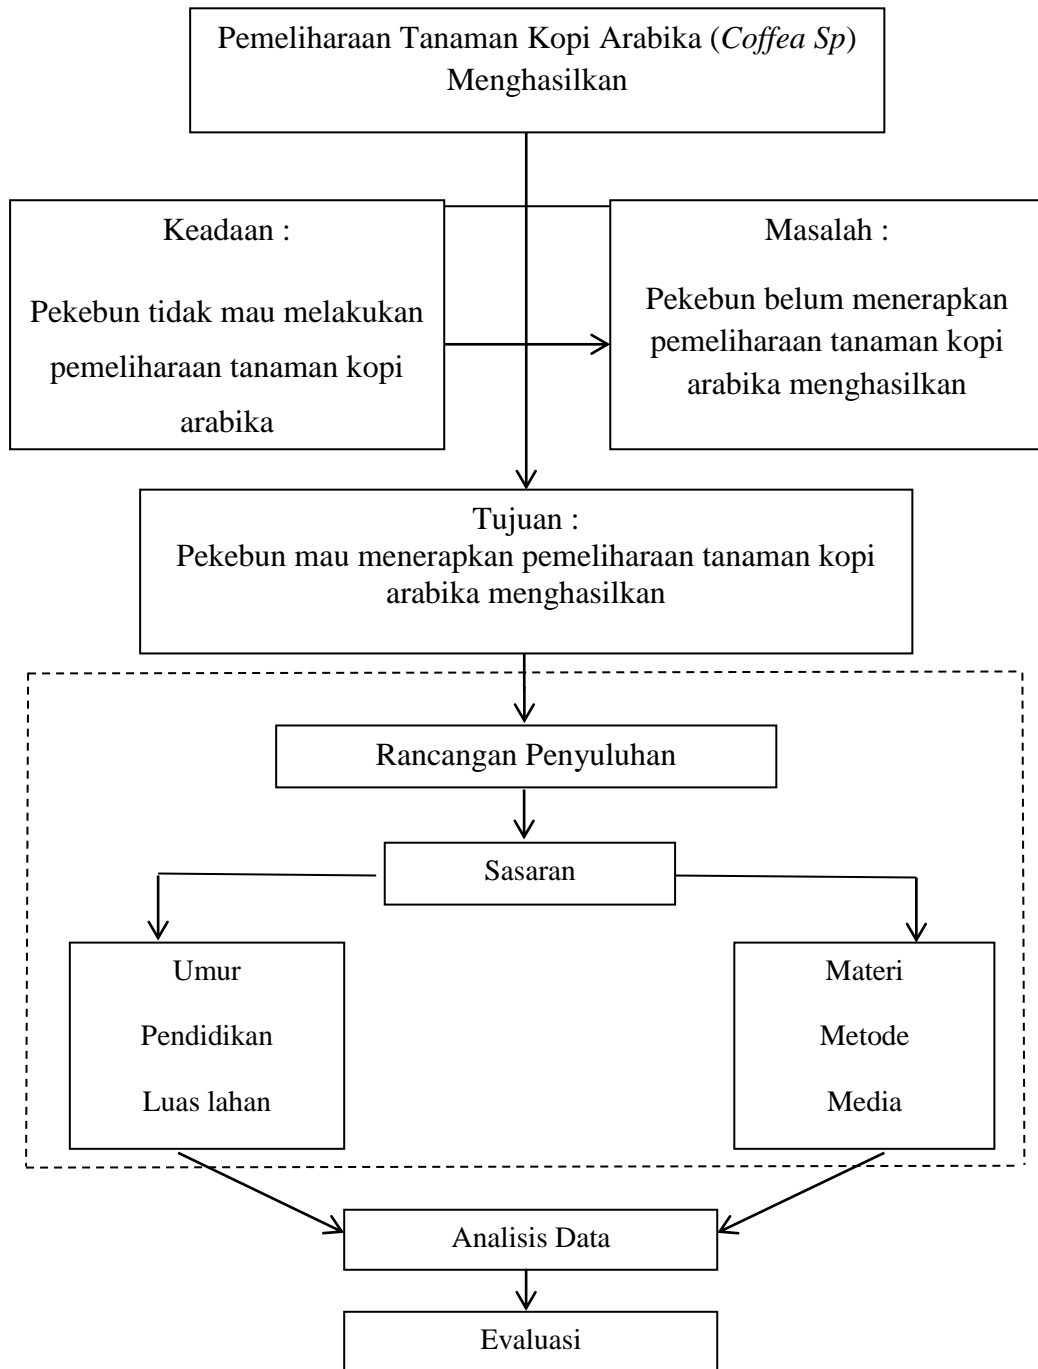 Pemeliharaan Tanaman Kopi Arabika (Coffea Sp)
Menghasilkan
Keadaan :
Pekebun tidak mau melakukan
pemeliharaan tanaman kopi
arabika
Masalah :
Pekebun belum menerapkan
pemeliharaan tanaman kopi
arabika menghasilkan
Tujuan :
Pekebun mau menerapkan pemeliharaan tanaman kopi
arabika menghasilkan
Rancangan Penyuluhan
Sasaran
Umur
Pendidikan
Luas lahan
Materi
Metode
Media
Analisis Data
Evaluasi